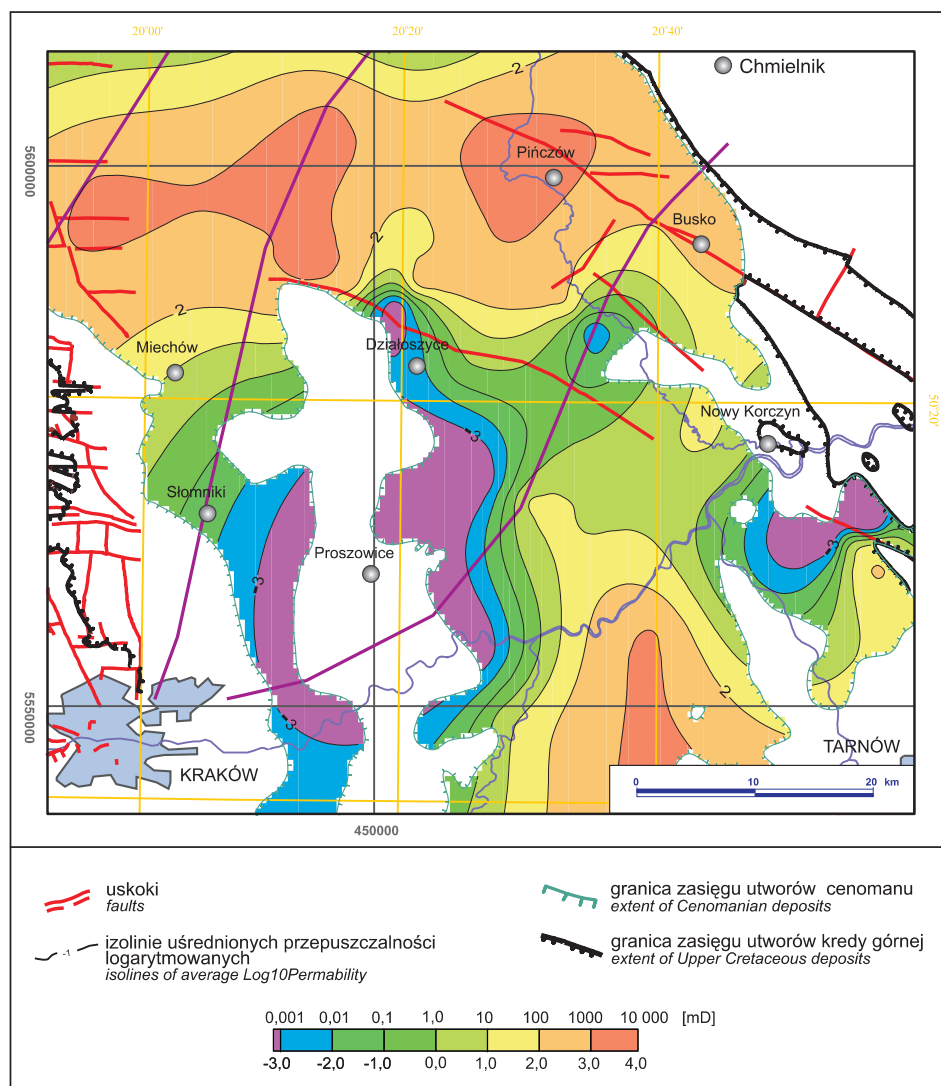 20'00' 20'20' 20'40'
2
Chmielnik
5600000
Pińczów
Busko
2
2
2
Miechów
Działoszyce
50'20'
Nowy Korczyn
-3
Słomniki
-3
-3
Proszowice
2
5550000
-3
TARNÓW
KRAKÓW
0 10 20 km
450000
uskoki
faults
izolinie uśrednionych przepuszczalności
logarytmowanych
-1
isolines of average Log10Permability
granica zasięgu utworów cenomanu
extent of Cenomanian deposits
granica zasięgu utworów kredy górnej
extent of Upper Cretaceous deposits
0,001 0,01 0,1 1,0 10 100 1000 10 000 [mD]
-3,0 -2,0 -1,0 0,0 1,0 2,0 3,0 4,0